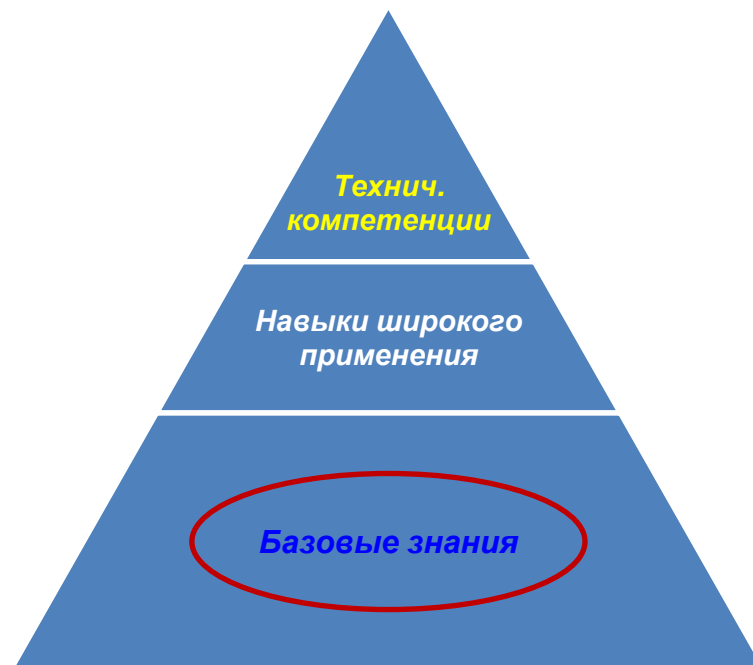 Технич.
компетенции
Навыки широкого
применения
Базовые знания